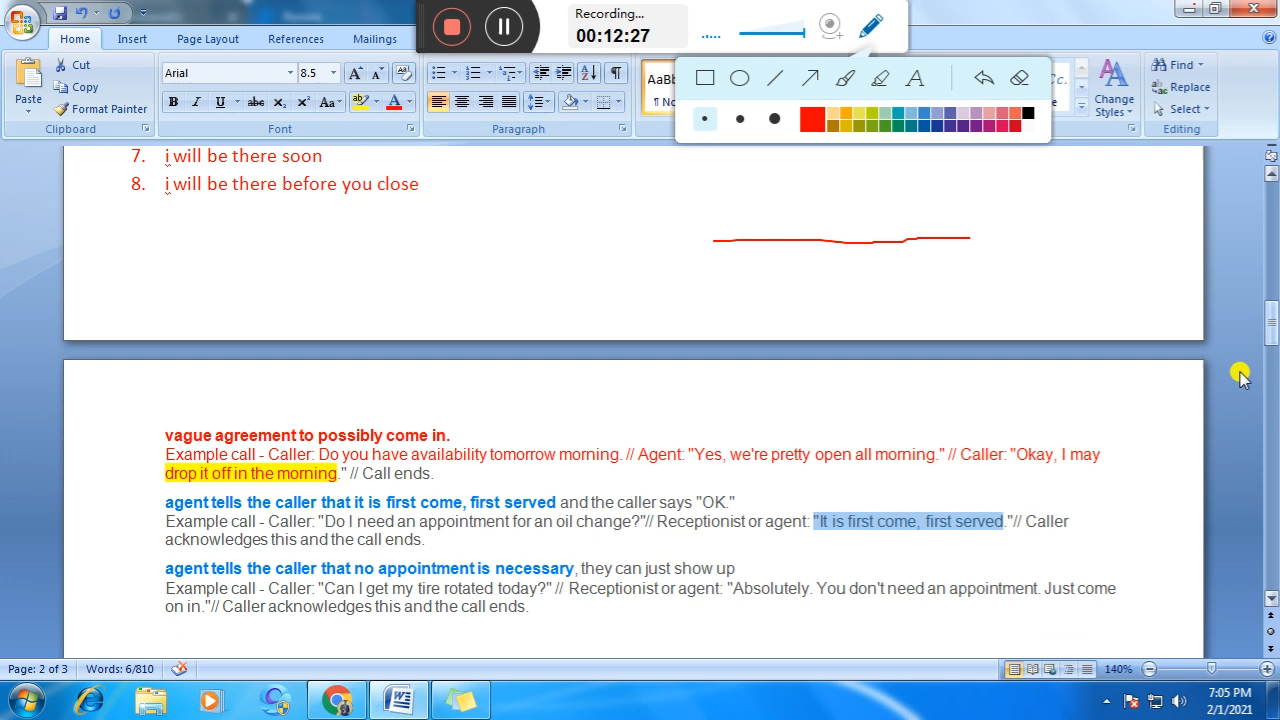 Recording...
00:12:27
Home Insert Page Layout References Mailings
Cut
Copy
Format Painter
Paste
Clipboard
Arial 8.5
Font
Paragraph
Change Styles
Find
Replace
Select
Editing
7. i will be there soon
8. i will be there before you close
vague agreement to possibly come in.
Example call - Caller: Do you have availability tomorrow morning. // Agent: "Yes, we're pretty open all morning." // Caller: "Okay, I may
drop it off in the morning." // Call ends.
agent tells the caller that it is first come, first served and the caller says "OK."
Example call - Caller: "Do I need an appointment for an oil change?"// Receptionist or agent: "It is first come, first served."// Caller
acknowledges this and the call ends.
agent tells the caller that no appointment is necessary, they can just show up
Example call - Caller: "Can I get my tire rotated today?" // Receptionist or agent: "Absolutely. You don't need an appointment. Just come
on in."// Caller acknowledges this and the call ends.
Page: 2 of 3 Words: 6/810 140%
7:05 PM
2/1/2021